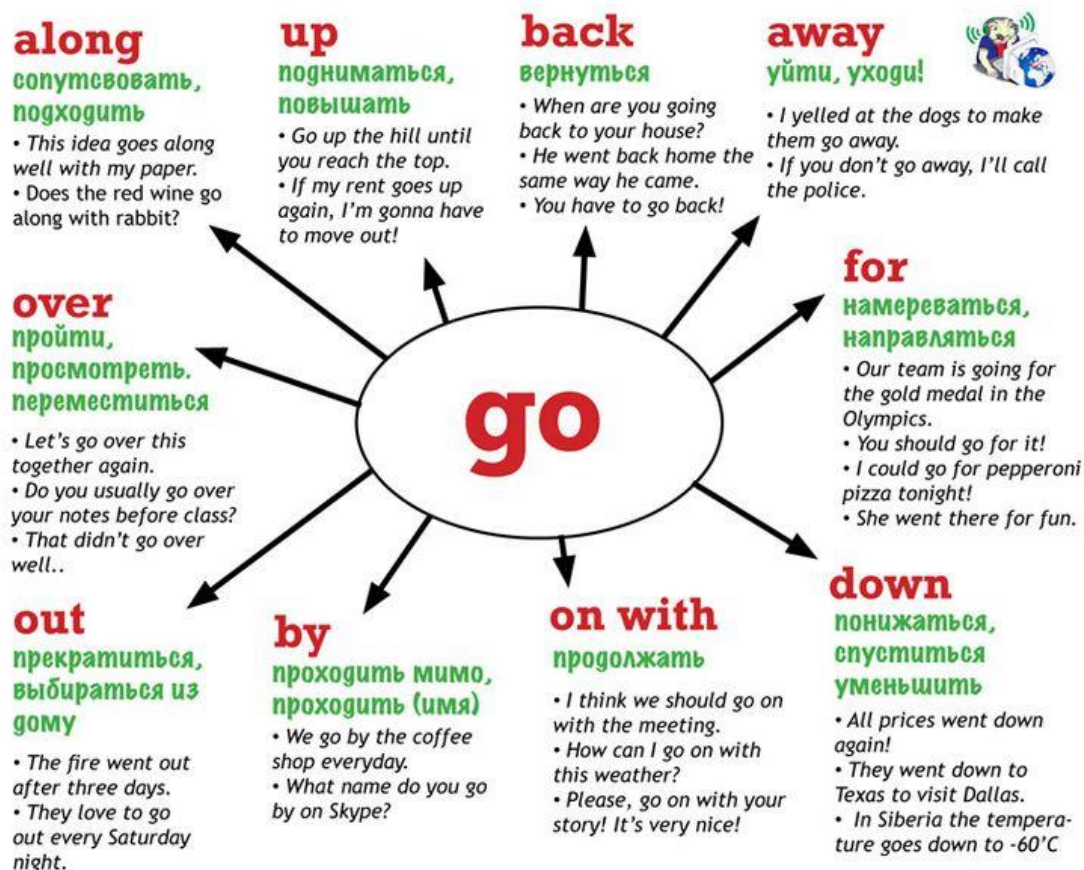 along
сопутсвовать,
подходить
• This idea goes along
well with my paper.
• Does the red wine go
along with rabbit?
up
подниматься,
повышать
• Go up the hill until
you reach the top.
• If my rent goes up
again, I'm gonna have
to move out!
back
вернуться
• When are you going
back to your house?
• He went back home the
same way he came.
• You have to go back!
away
уйти, уходи!
• I yelled at the dogs to make
them go away.
• If you don't go away, I'll call
the police.
over
пройти,
просмотреть.
переместиться
• Let's go over this
together again.
• Do you usually go over
your notes before class?
• That didn't go over
well..
go
for
намереваться,
направляться
• Our team is going for
the gold medal in the
Olympics.
• You should go for it!
• I could go for pepperoni
pizza tonight!
• She went there for fun.
out
прекратиться,
выбираться из
дому
• The fire went out
after three days.
• They love to go
out every Saturday
night.
by
проходить мимо,
проходить (имя)
• We go by the coffee
shop everyday.
• What name do you go
by on Skype?
on with
продолжать
• I think we should go on
with the meeting.
• How can I go on with
this weather?
• Please, go on with your
story! It's very nice!
down
понижаться,
спуститься
уменьшить
• All prices went down
again!
• They went down to
Texas to visit Dallas.
• In Siberia the tempera-
ture goes down to -60'C